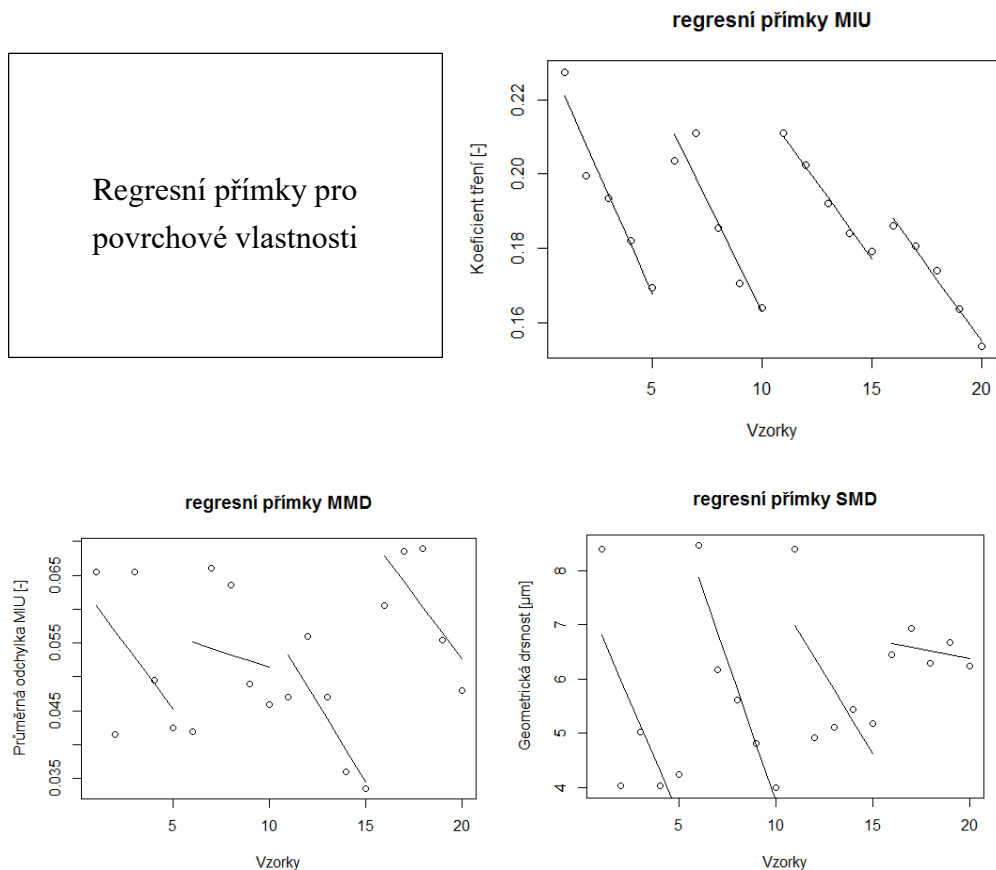 regresní přímky MIU
Regresní přímky pro
povrchové vlastnosti
Koeficient tření [-]
0.22
0.20
0.18
0.16
5
10
15
20
Vzorky
regresní přímky MMD
Průměrná odchylka MIU [-]
0.065
0.055
0.045
0.035
5
10
15
20
Vzorky
regresní přímky SMD
Geometrická drsnost [µm]
8
7
6
5
4
5
10
15
20
Vzorky